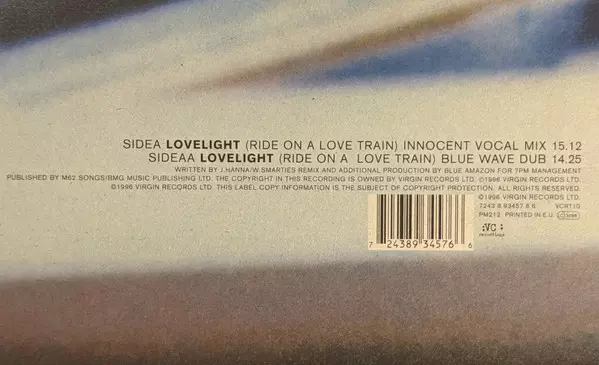 SIDEA LOVELIGHT (RIDE ON A LOVE TRAIN) INNOCENT VOCAL MIX 15.12
SIDEAA LOVELIGHT (RIDE ON A LOVE TRAIN) BLUE WAVE DUB 14.25
WRITTEN BY J.HANNA/W.SMARTIES REMIX AND ADDITIONAL PRODUCTION BY BLUE AMAZON FOR 7PM MANAGEMENT
PUBLISHED BY M62 SONGS/BMG MUSIC PUBLISHING LTD. THE COPYRIGHT IN THIS RECORDING IS OWNED BY VIRGIN RECORDS LTD. ©1996 VIRGIN RECORDS LTD.
©1996 VIRGIN RECORDS LTD. THIS LABEL COPY INFORMATION IS THE SUBJECT OF COPYRIGHT PROTECTION. ALL RIGHTS RESERVED.
©1996 VIRGIN RECORDS LTD.
7243 8 93457 6 6 VCRT10
PM212 PRINTED IN E.U.
:VC:
recordings
7 24389 34576 6